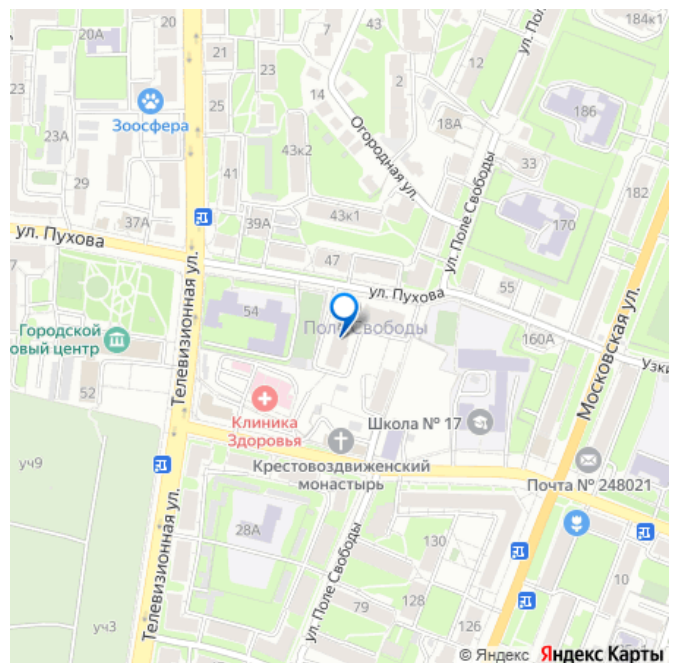 20А
21
7
43
ул. Поле
184к1
12
23
2
186
14
Зоосфера
25
18А
23А
Огородная ул.
43к2
33
41
29
182
43к1
37А
39А
170
ул. Поле Свободы
ул. Пухова
47
55
ул. Пухова
54
Поле Свободы
Городской
овый центр
160А
Узки
Телевизионная ул.
Московская ул.
52
Клиника
Здоровья
Школа № 17
Крестовоздвиженский
монастырь
уч9
Почта № 248021
28А
130
Телевизионная ул.
ул. Поле Свободы
10
79
128
126
уч3
© Яндекс Яндекс Карты